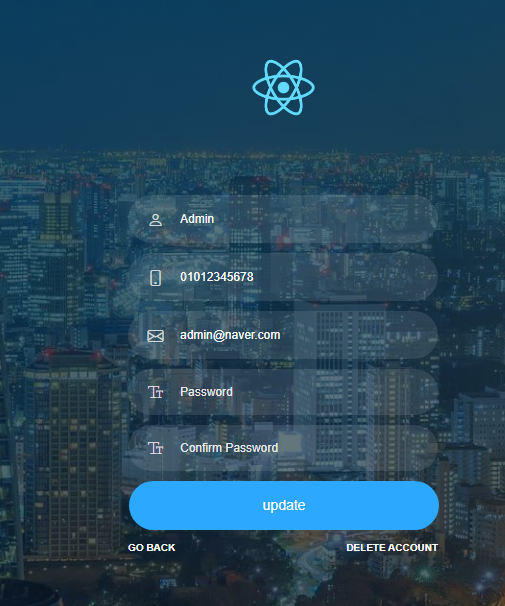 Admin
01012345678
admin@naver.com
Password
Confirm Password
update
GO BACK
DELETE ACCOUNT